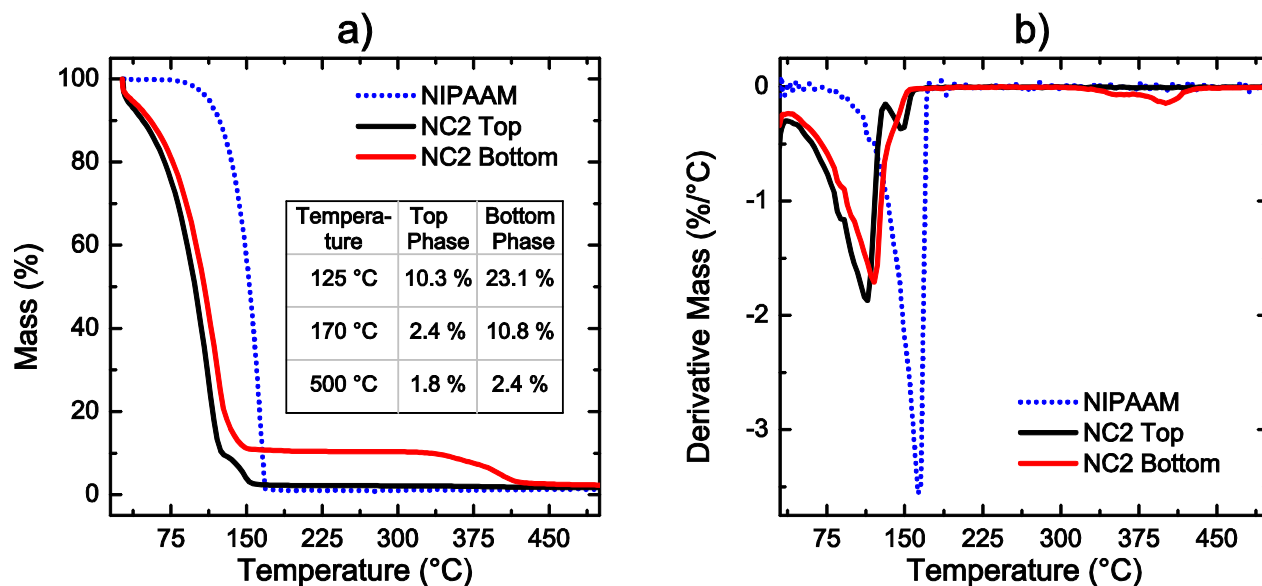 a)
100
80
60
40
20
0
Mass (%)
NIPAAM
NC2 Top
NC2 Bottom
Tempera- Top Bottom
ture Phase Phase
125 °C 10.3 % 23.1 %
170 °C 2.4 % 10.8 %
500 °C 1.8 % 2.4 %
75 150 225 300 375 450
Temperature (°C)
b)
0
-1
-2
-3
Derivative Mass (%/°C)
NIPAAM
NC2 Top
NC2 Bottom
75 150 225 300 375 450
Temperature (°C)